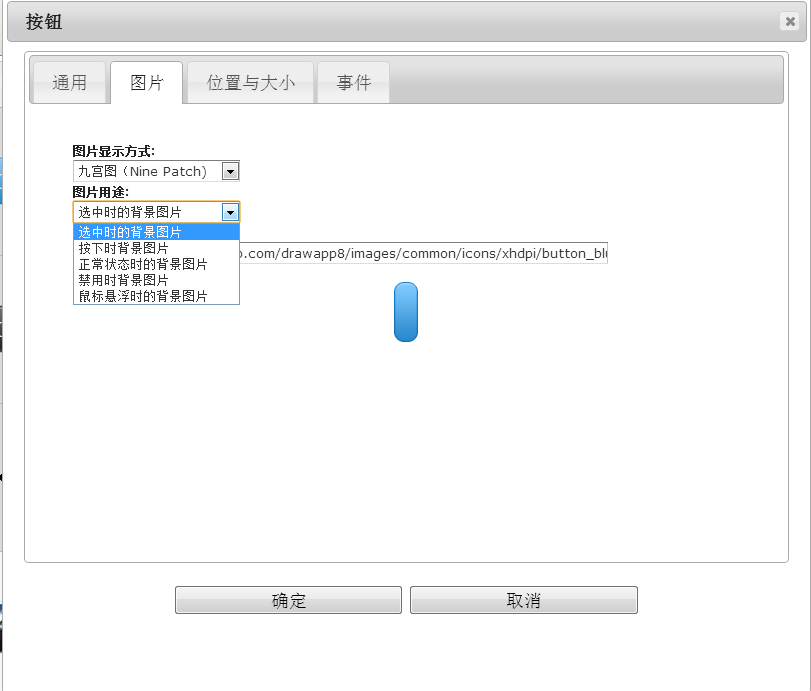 按钮
通用 图片 位置与大小 事件
图片显示方式:
九宫图（Nine Patch）
图片用途:
选中时的背景图片
选中时的背景图片
按下时背景图片
.com/drawapp8/images/common/icons/xhdpi/button_bl
正常状态时的背景图片
禁用时背景图片
鼠标悬浮时的背景图片
确定 取消